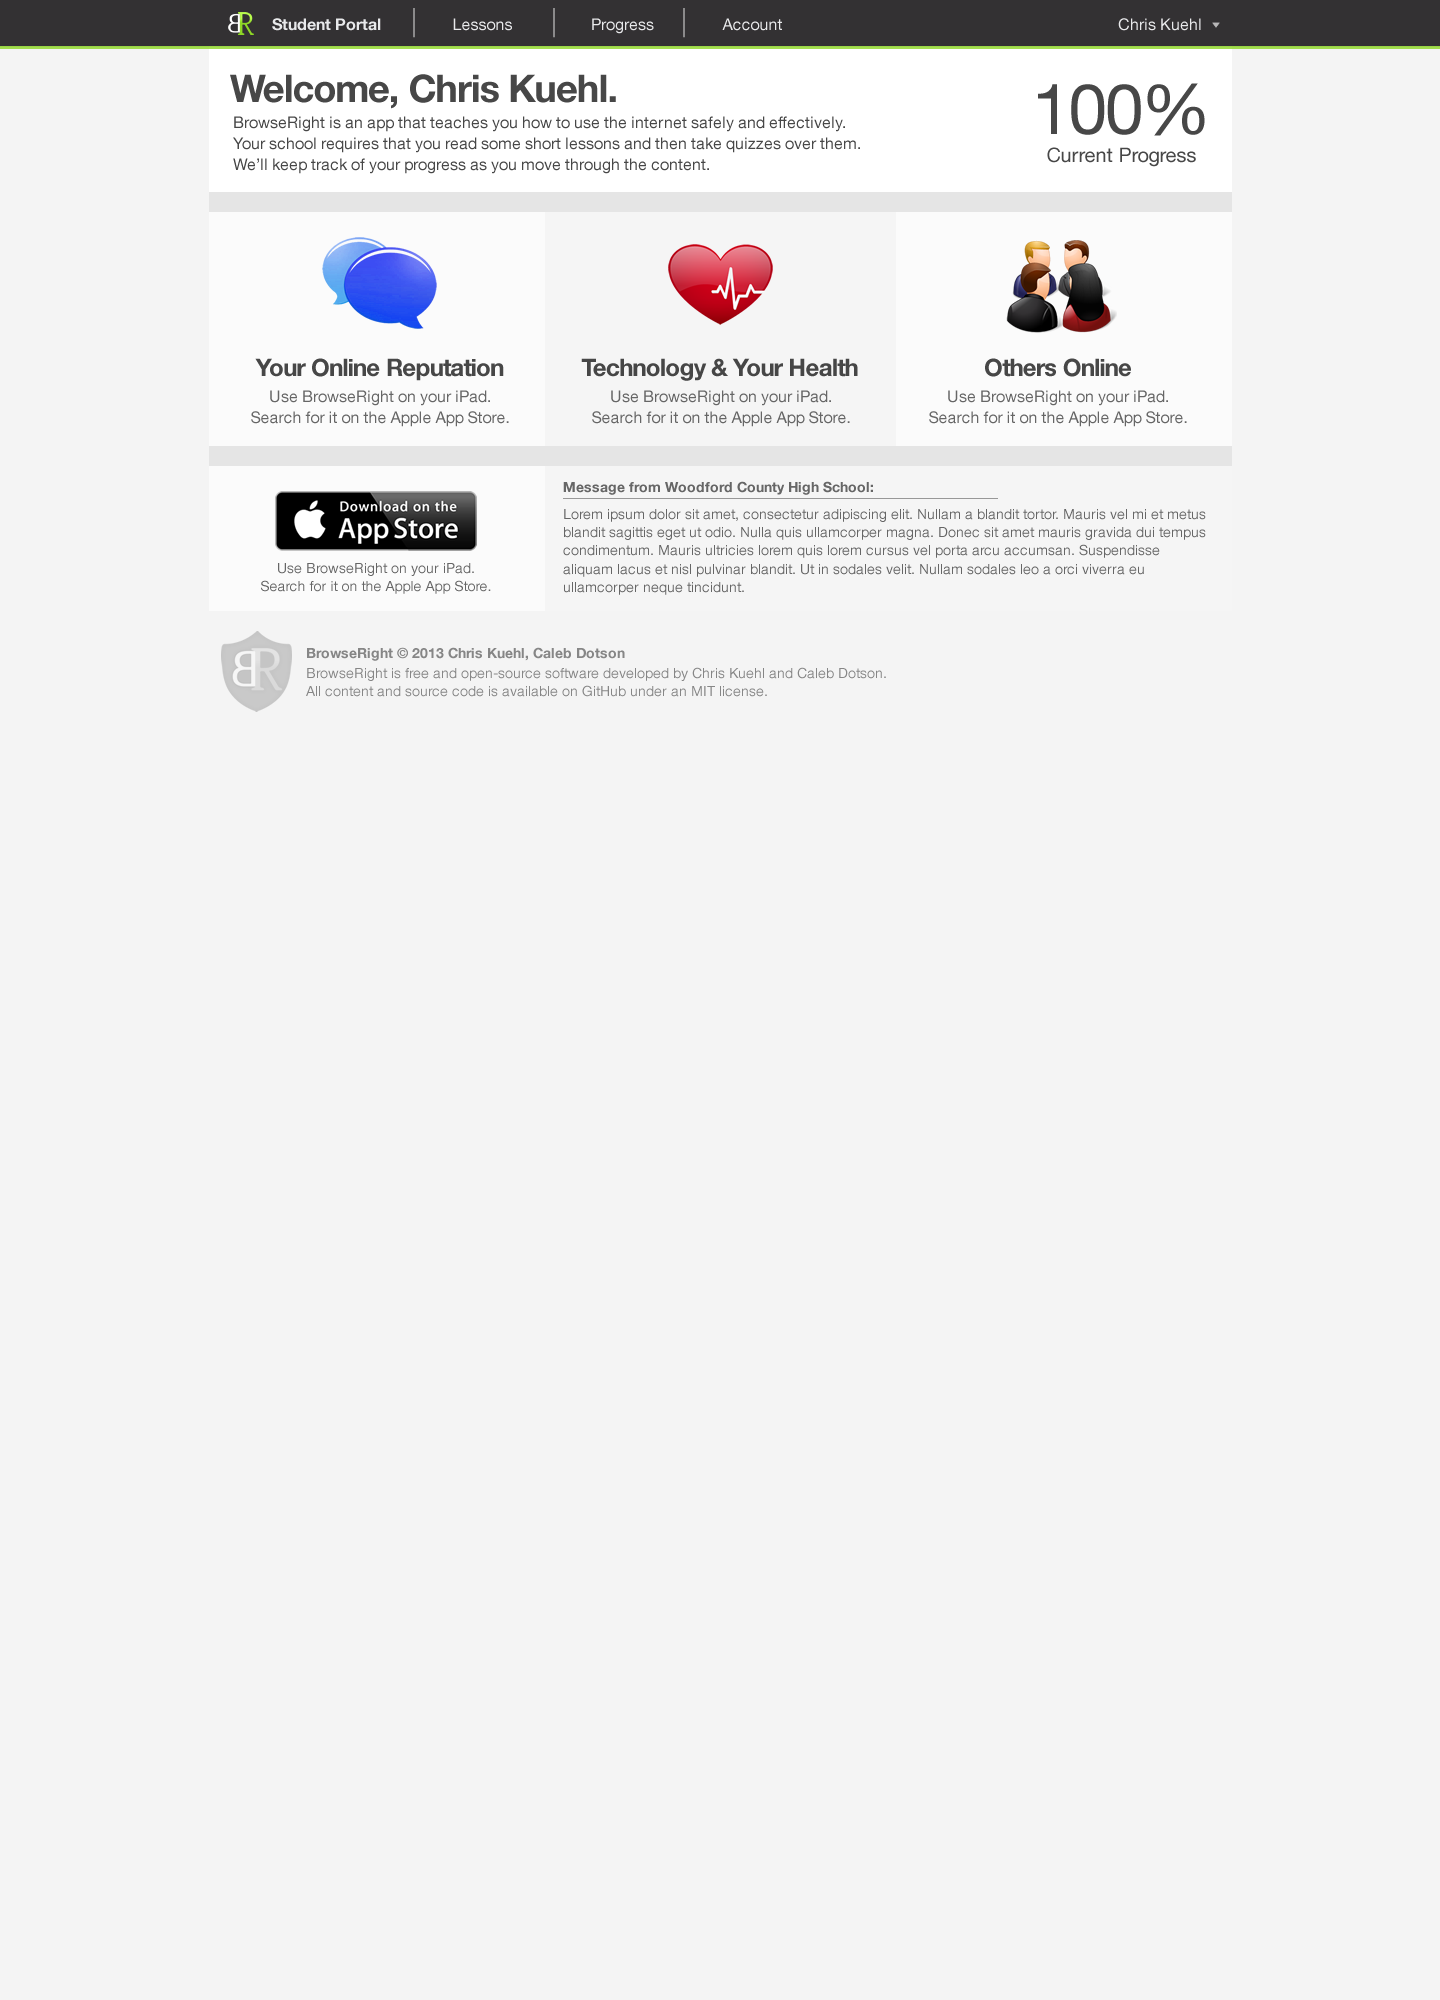 BR Student Portal Lessons Progress Account Chris Kuehl
Welcome, Chris Kuehl.
BrowseRight is an app that teaches you how to use the internet safely and effectively.
Your school requires that you read some short lessons and then take quizzes over them.
We'll keep track of your progress as you move through the content.
100%
Current Progress
Your Online Reputation
Use BrowseRight on your iPad.
Search for it on the Apple App Store.
Technology & Your Health
Use BrowseRight on your iPad.
Search for it on the Apple App Store.
Others Online
Use BrowseRight on your iPad.
Search for it on the Apple App Store.
Download on the
App Store
Use BrowseRight on your iPad.
Search for it on the Apple App Store.
Message from Woodford County High School:
Lorem ipsum dolor sit amet, consectetur adipiscing elit. Nullam a blandit tortor. Mauris vel mi et metus
blandit sagittis eget ut odio. Nulla quis ullamcorper magna. Donec sit amet mauris gravida dui tempus
condimentum. Mauris ultricies lorem quis lorem cursus vel porta arcu accumsan. Suspendisse
aliquam lacus et nisl pulvinar blandit. Ut in sodales velit. Nullam sodales leo a orci viverra eu
ullamcorper neque tincidunt.
BR
BrowseRight © 2013 Chris Kuehl, Caleb Dotson
BrowseRight is free and open-source software developed by Chris Kuehl and Caleb Dotson.
All content and source code is available on GitHub under an MIT license.